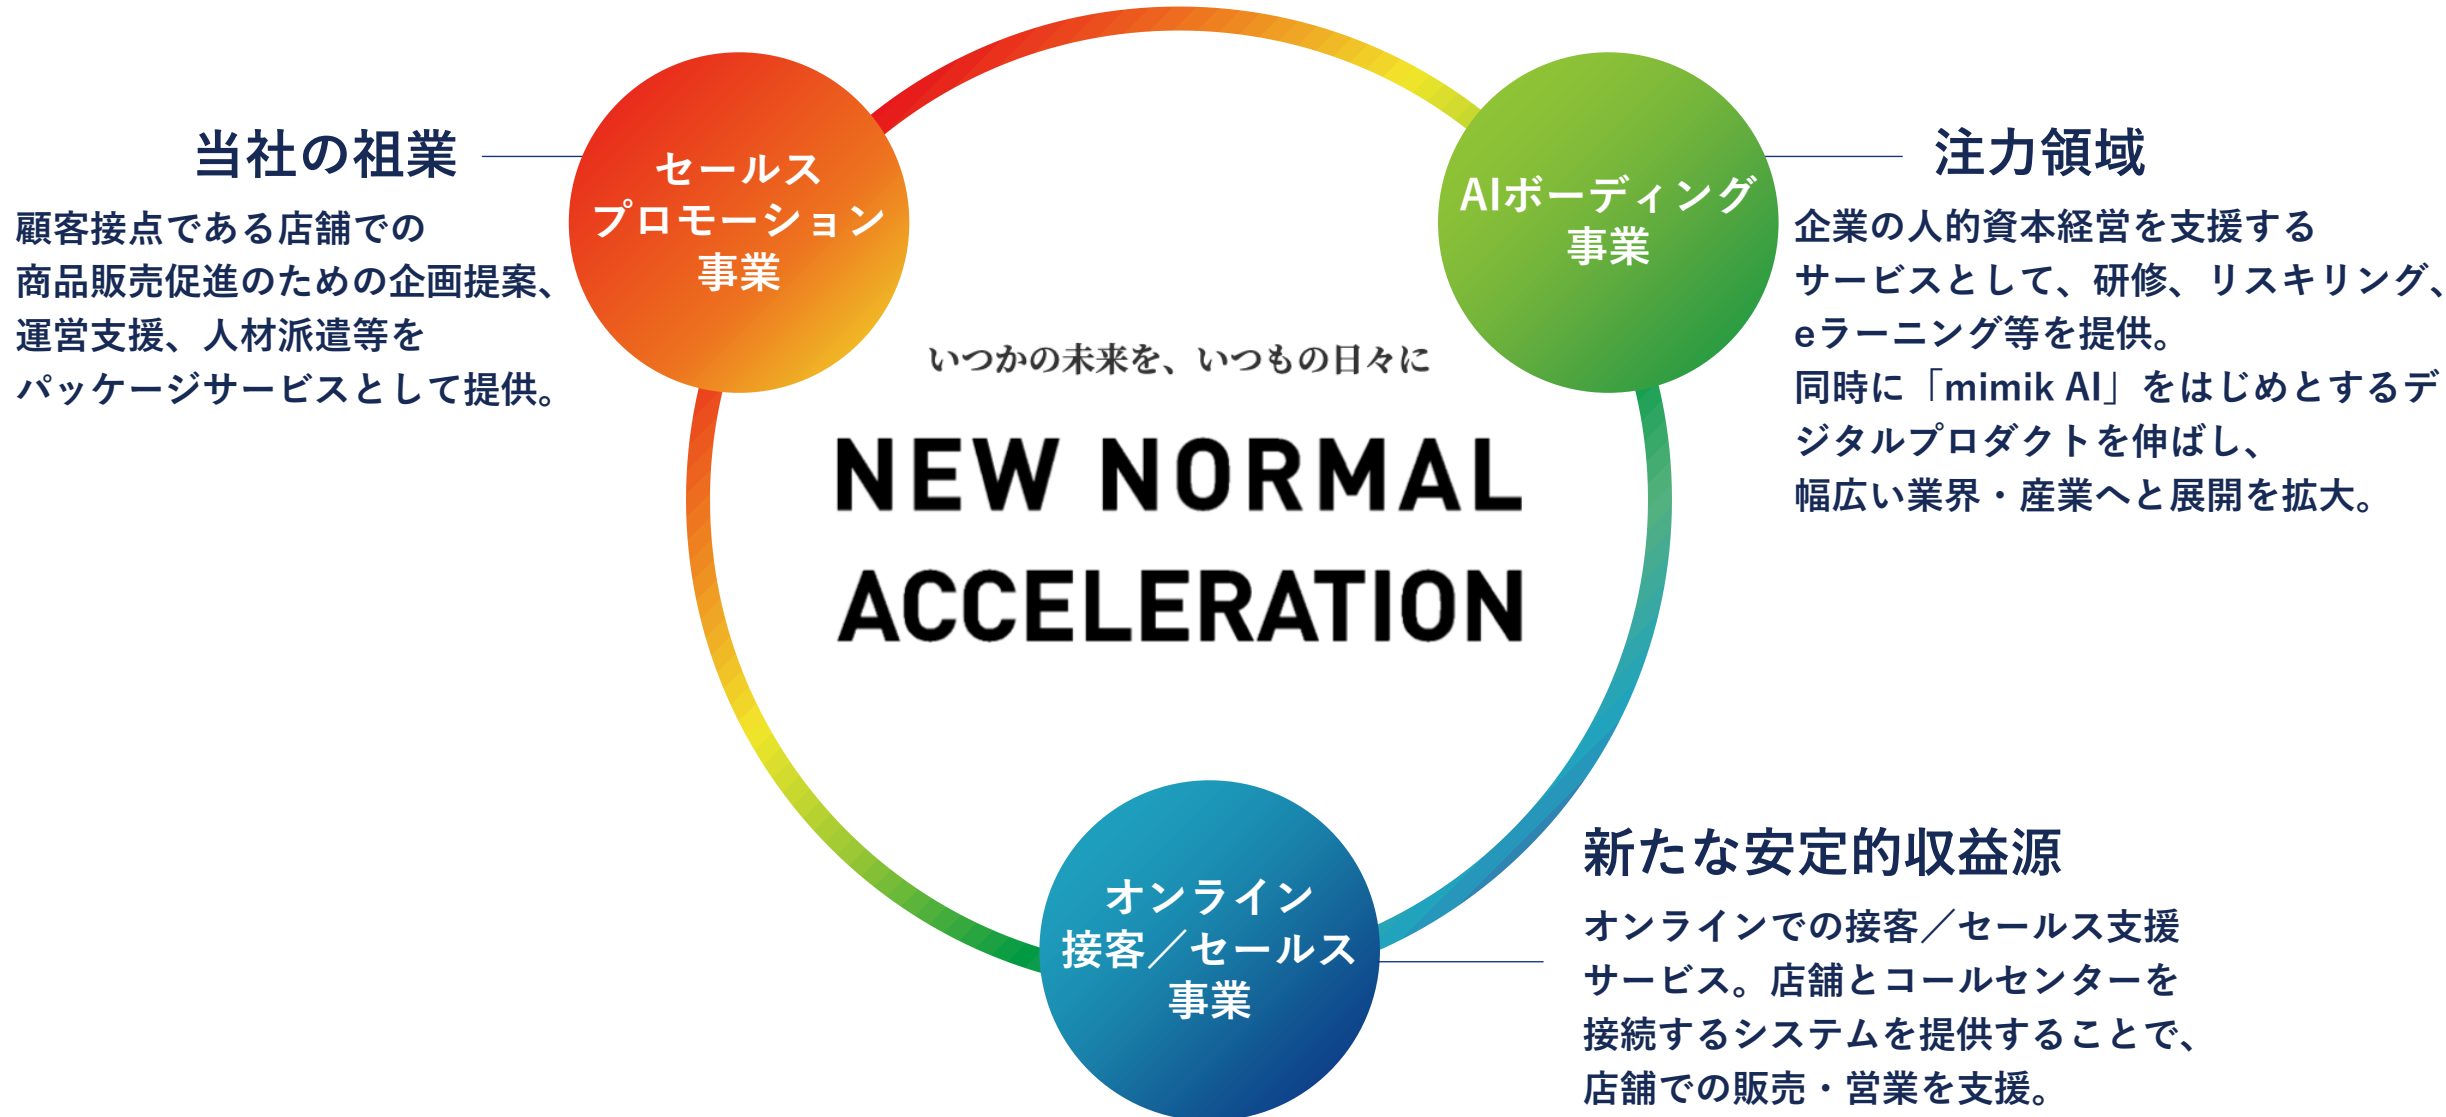 当社の祖業
顧客接点である店舗での
商品販売促進のための企画提案、
運営支援、人材派遣等を
パッケージサービスとして提供。
セールス
プロモーション
事業
AIボーディング
事業
注力領域
企業の人的資本経営を支援する
サービスとして、研修、リスキリング、
eラーニング等を提供。
同時に「mimik AI」をはじめとするデ
ジタルプロダクトを伸ばし、
幅広い業界・産業へと展開を拡大。
いつかの未来を、いつもの日々に
NEW NORMAL
ACCELERATION
オンライン
接客／セールス
事業
新たな安定的収益源
オンラインでの接客／セールス支援
サービス。店舗とコールセンターを
接続するシステムを提供することで、
店舗での販売・営業を支援。